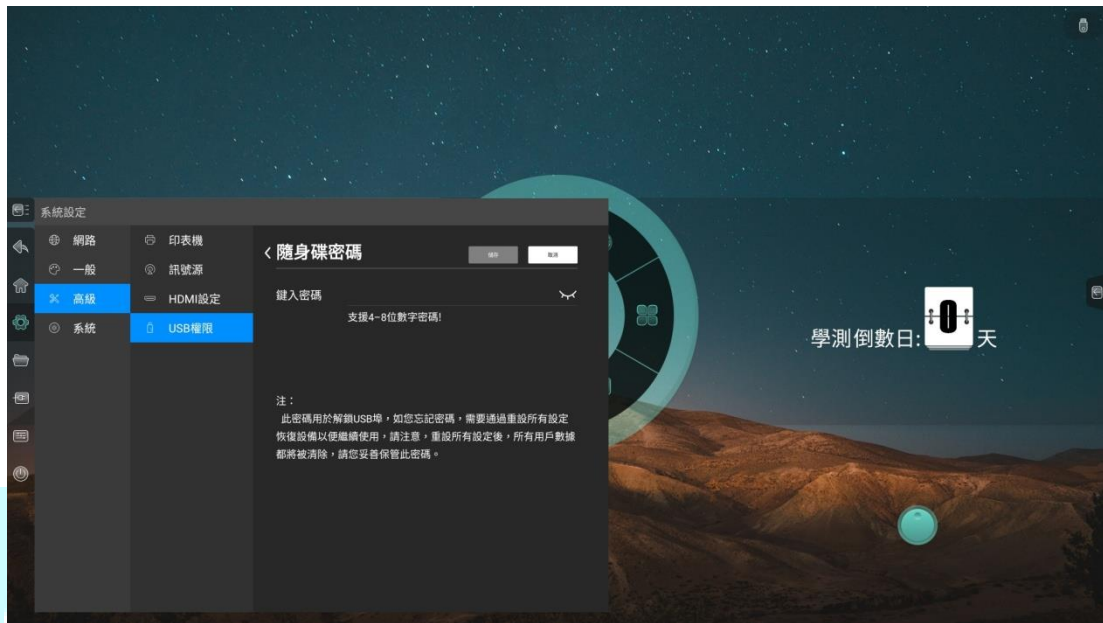 系統設定
網路
一般
高級
系統
印表機
訊號源
HDMI設定
USB權限
隨身碟密碼
儲存
取消
鍵入密碼
支援4-8位數字密碼!
注：
此密碼用於解鎖USB埠，如您忘記密碼，需要通過重設所有設定
恢復設備以便繼續使用，請注意，重設所有設定後，所有用戶數據
都將被清除，請您妥善保管此密碼。
學測倒數日: 0 天